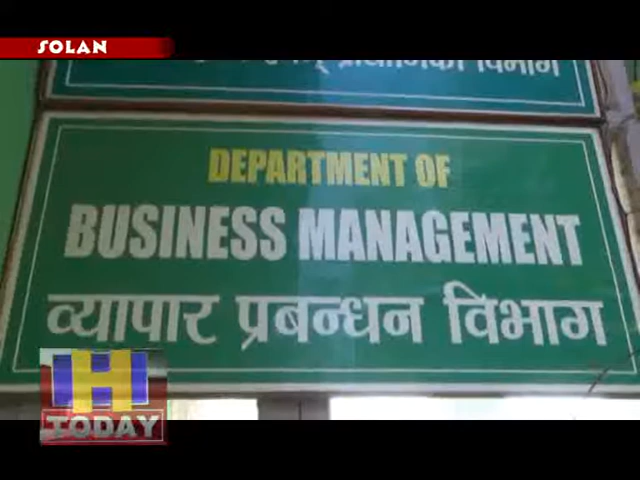 SOLAN
विभाग
DEPARTMENT OF
BUSINESS MANAGEMENT
व्यापार प्रबन्धन विभाग
H
TODAY